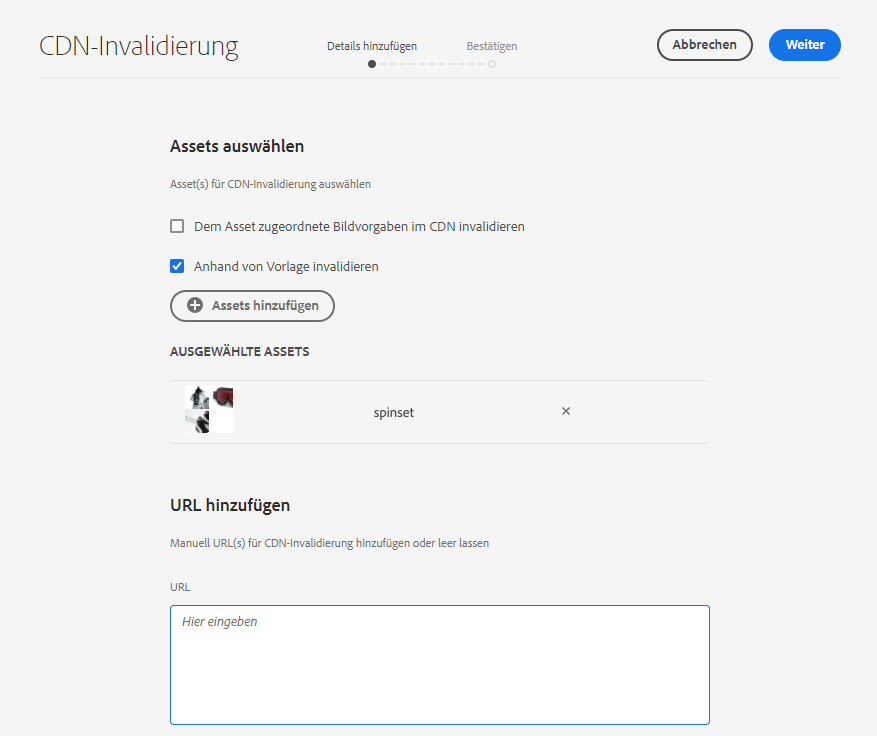 CDN-Invalidierung
Details hinzufügen
Bestätigen
Abbrechen
Weiter
Assets auswählen
Asset(s) für CDN-Invalidierung auswählen
Dem Asset zugeordnete Bildvorgaben im CDN invalidieren
Anhand von Vorlage invalidieren
Assets hinzufügen
AUSGEWÄHLTE ASSETS
spinset
URL hinzufügen
Manuell URL(s) für CDN-Invalidierung hinzufügen oder leer lassen
URL
Hier eingeben